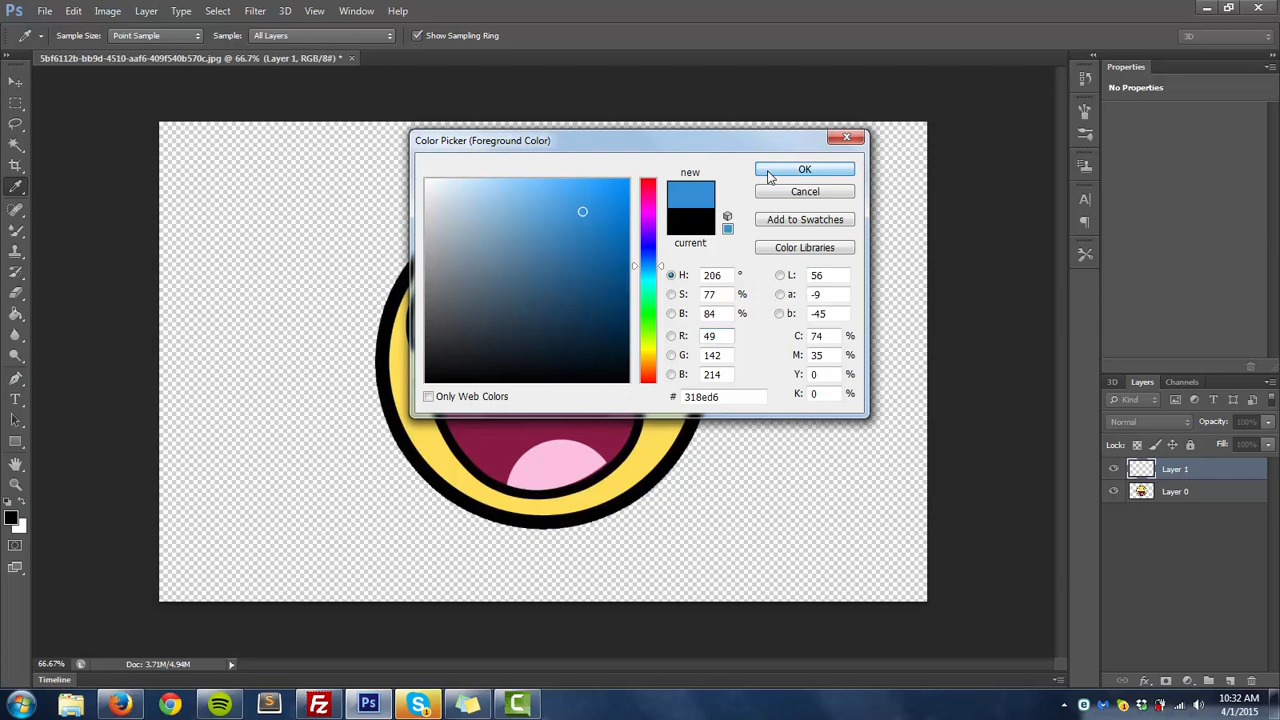 Ps File Edit Image Layer Type Select Filter 3D View Window Help
Sample Size: Point Sample Sample: All Layers Show Sampling Ring 3D
5bf6112b-bb9d-4510-aaf6-409f540b570c.jpg @ 66.7% (Layer 1, RGB/8#) * ×
Properties
No Properties
Color Picker (Foreground Color)
new
current
OK
Cancel
Add to Swatches
Color Libraries
H: 206 ° L: 56
S: 77 % a: -9
B: 84 % b: -45
R: 49 C: 74 %
G: 142 M: 35 %
B: 214 Y: 0 %
# 318ed6 K: 0 %
Only Web Colors
3D Layers Channels
Kind
Normal Opacity: 100%
Lock: Fill: 100%
Layer 1
Layer 0
66.67% Doc: 3.71M/4.94M
Timeline
10:32 AM
4/1/2015